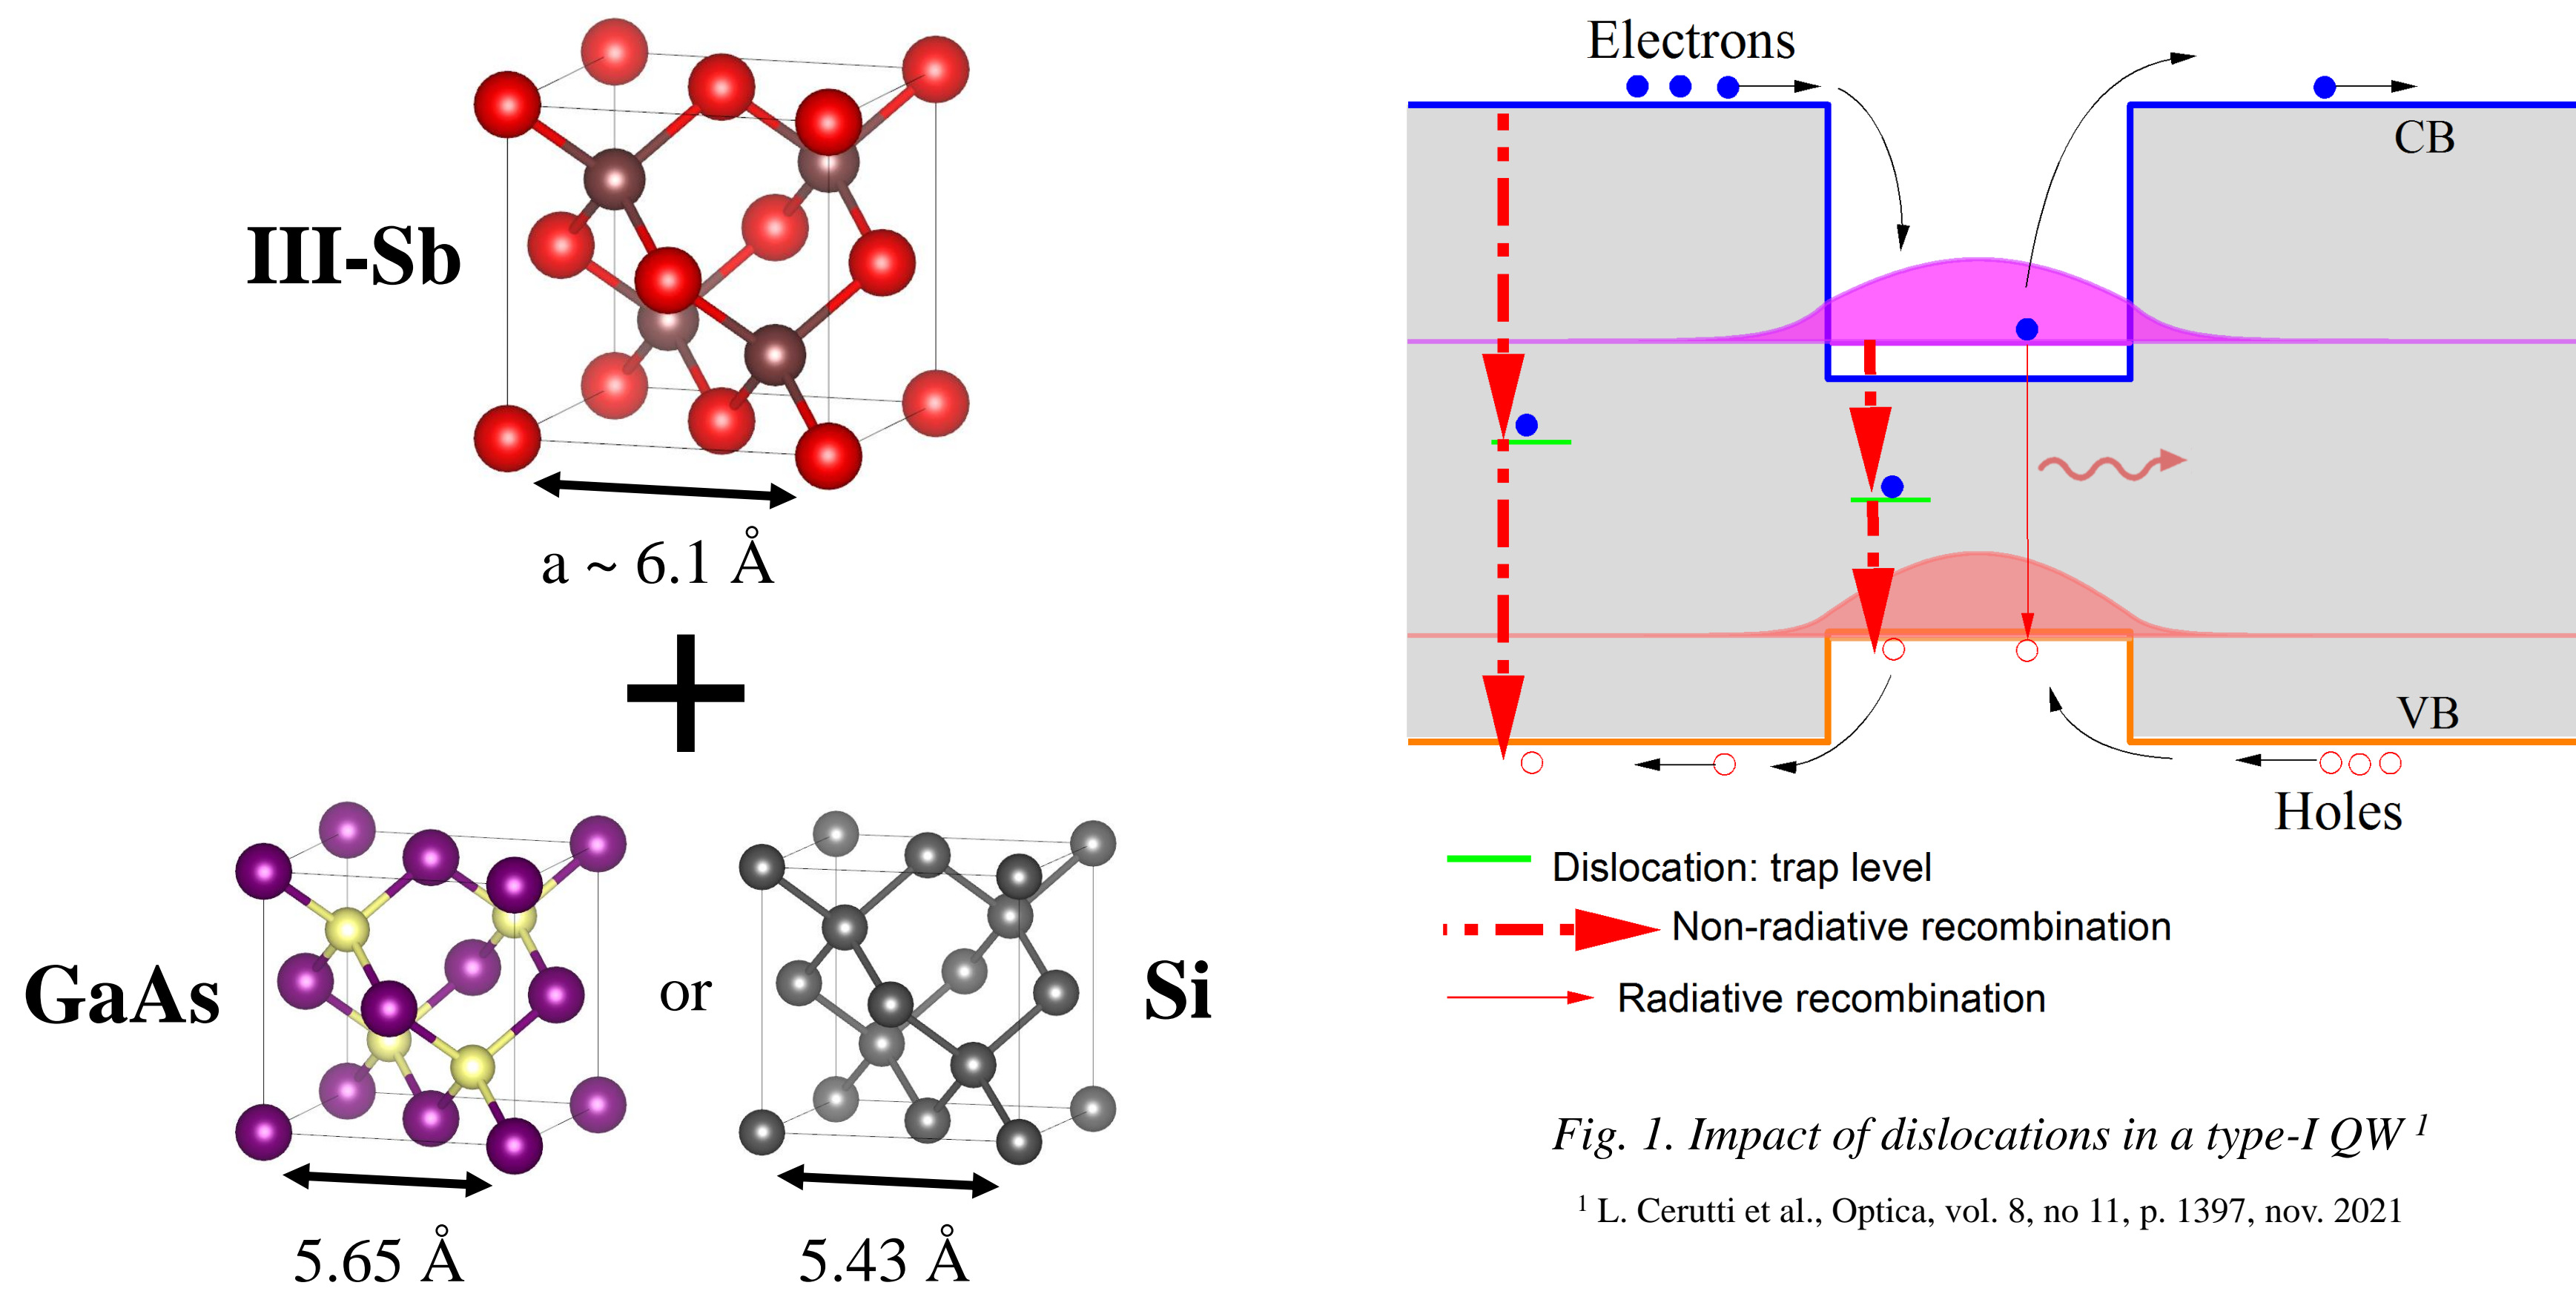 III-Sb
a ~ 6.1 Å
+
GaAs
or
Si
5.65 Å
5.43 Å
Electrons
CB
VB
Holes
Dislocation: trap level
Non-radiative recombination
Radiative recombination
Fig. 1. Impact of dislocations in a type-I QW 1
1 L. Cerutti et al., Optica, vol. 8, no 11, p. 1397, nov. 2021